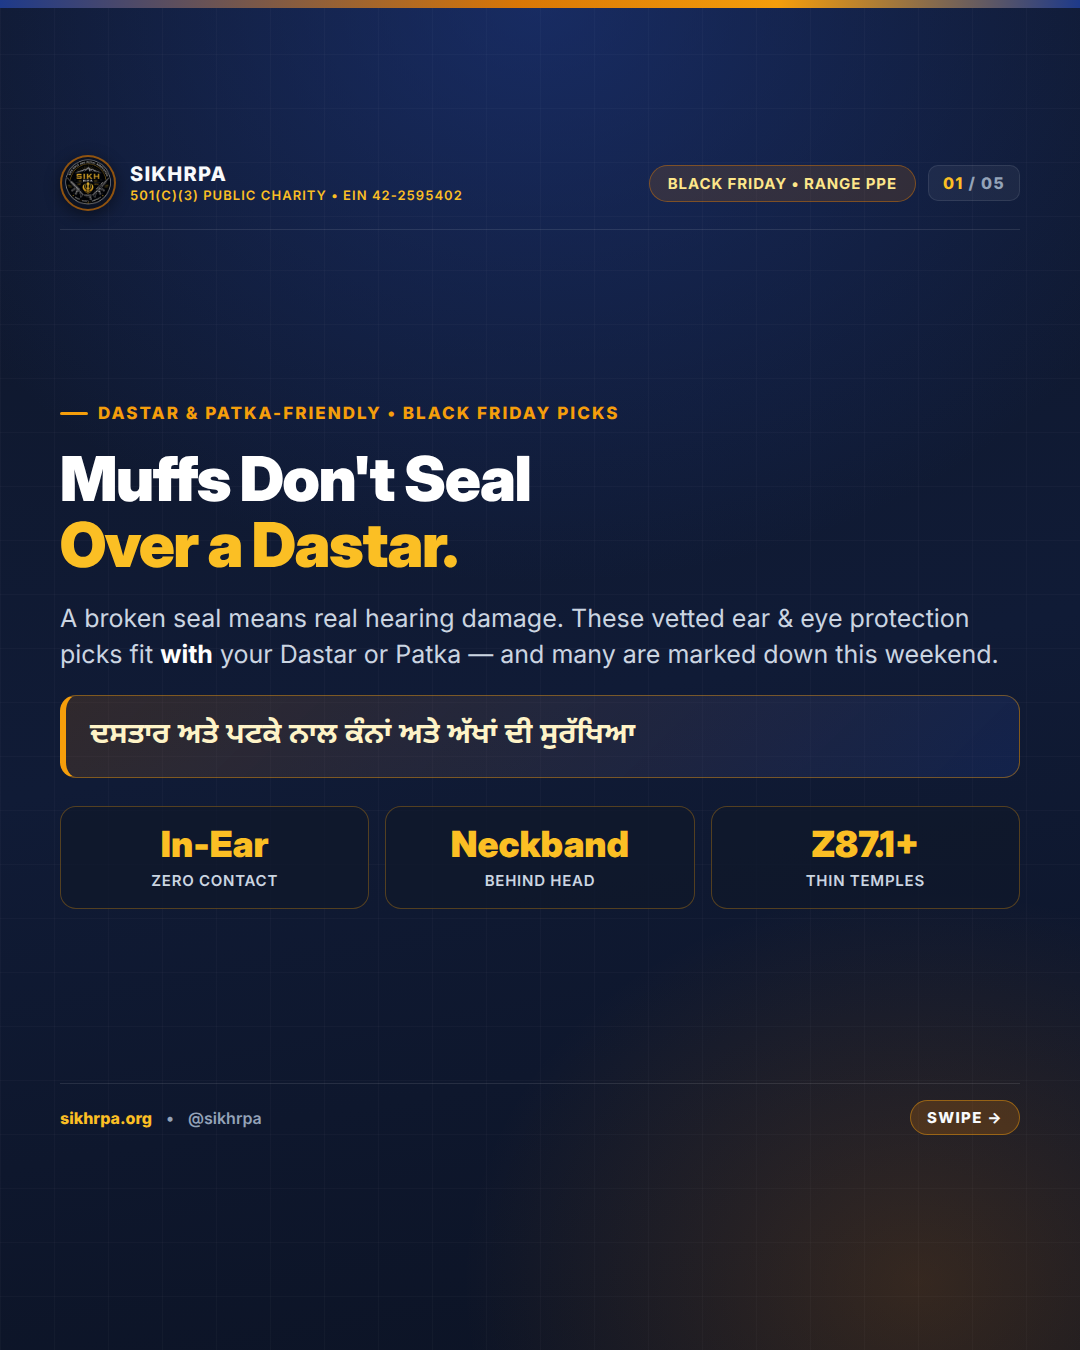 SIKHRPA
501(C)(3) PUBLIC CHARITY • EIN 42-2595402
BLACK FRIDAY • RANGE PPE
01 / 05
SIKH
DASTAR & PATKA-FRIENDLY • BLACK FRIDAY PICKS
Muffs Don't Seal
Over a Dastar.
A broken seal means real hearing damage. These vetted ear & eye protection
picks fit with your Dastar or Patka — and many are marked down this weekend.
ਦਸਤਾਰ ਅਤੇ ਪਟਕੇ ਨਾਲ ਕੰਨਾਂ ਅਤੇ ਅੱਖਾਂ ਦੀ ਸੁਰੱਖਿਆ
In-Ear
ZERO CONTACT
Neckband
BEHIND HEAD
Z87.1+
THIN TEMPLES
sikhrpa.org • @sikhrpa
SWIPE →